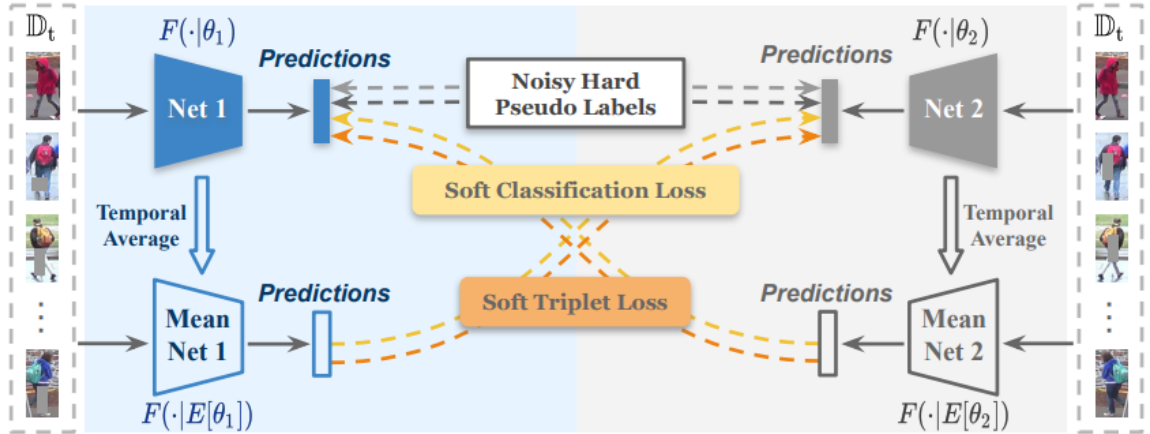 𝔻t
F(·|θ1)
F(·|θ2)
𝔻t
Predictions
Predictions
Net 1
Noisy Hard
Pseudo Labels
Net 2
Soft Classification Loss
Temporal
Average
Temporal
Average
Predictions
Soft Triplet Loss
Predictions
Mean
Net 1
Mean
Net 2
F(·|E[θ1])
F(·|E[θ2])